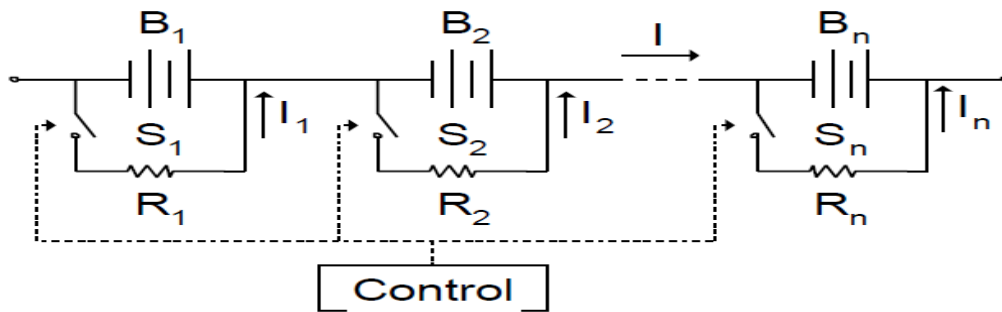 B₁ B₂ I Bₙ
S₁ I₁ S₂ I₂ Sₙ Iₙ
R₁ R₂ Rₙ
Control